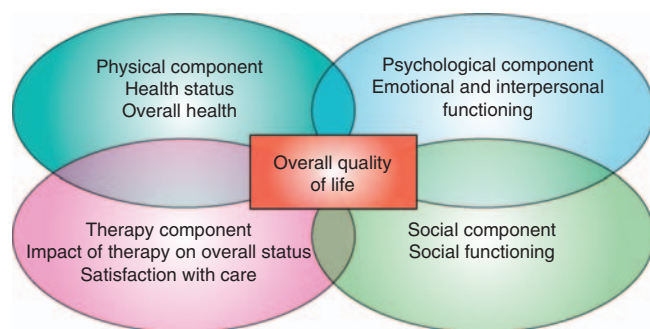 Physical component
Health status
Overall health
Psychological component
Emotional and interpersonal
functioning
Overall quality
of life
Therapy component
Impact of therapy on overall status
Satisfaction with care
Social component
Social functioning